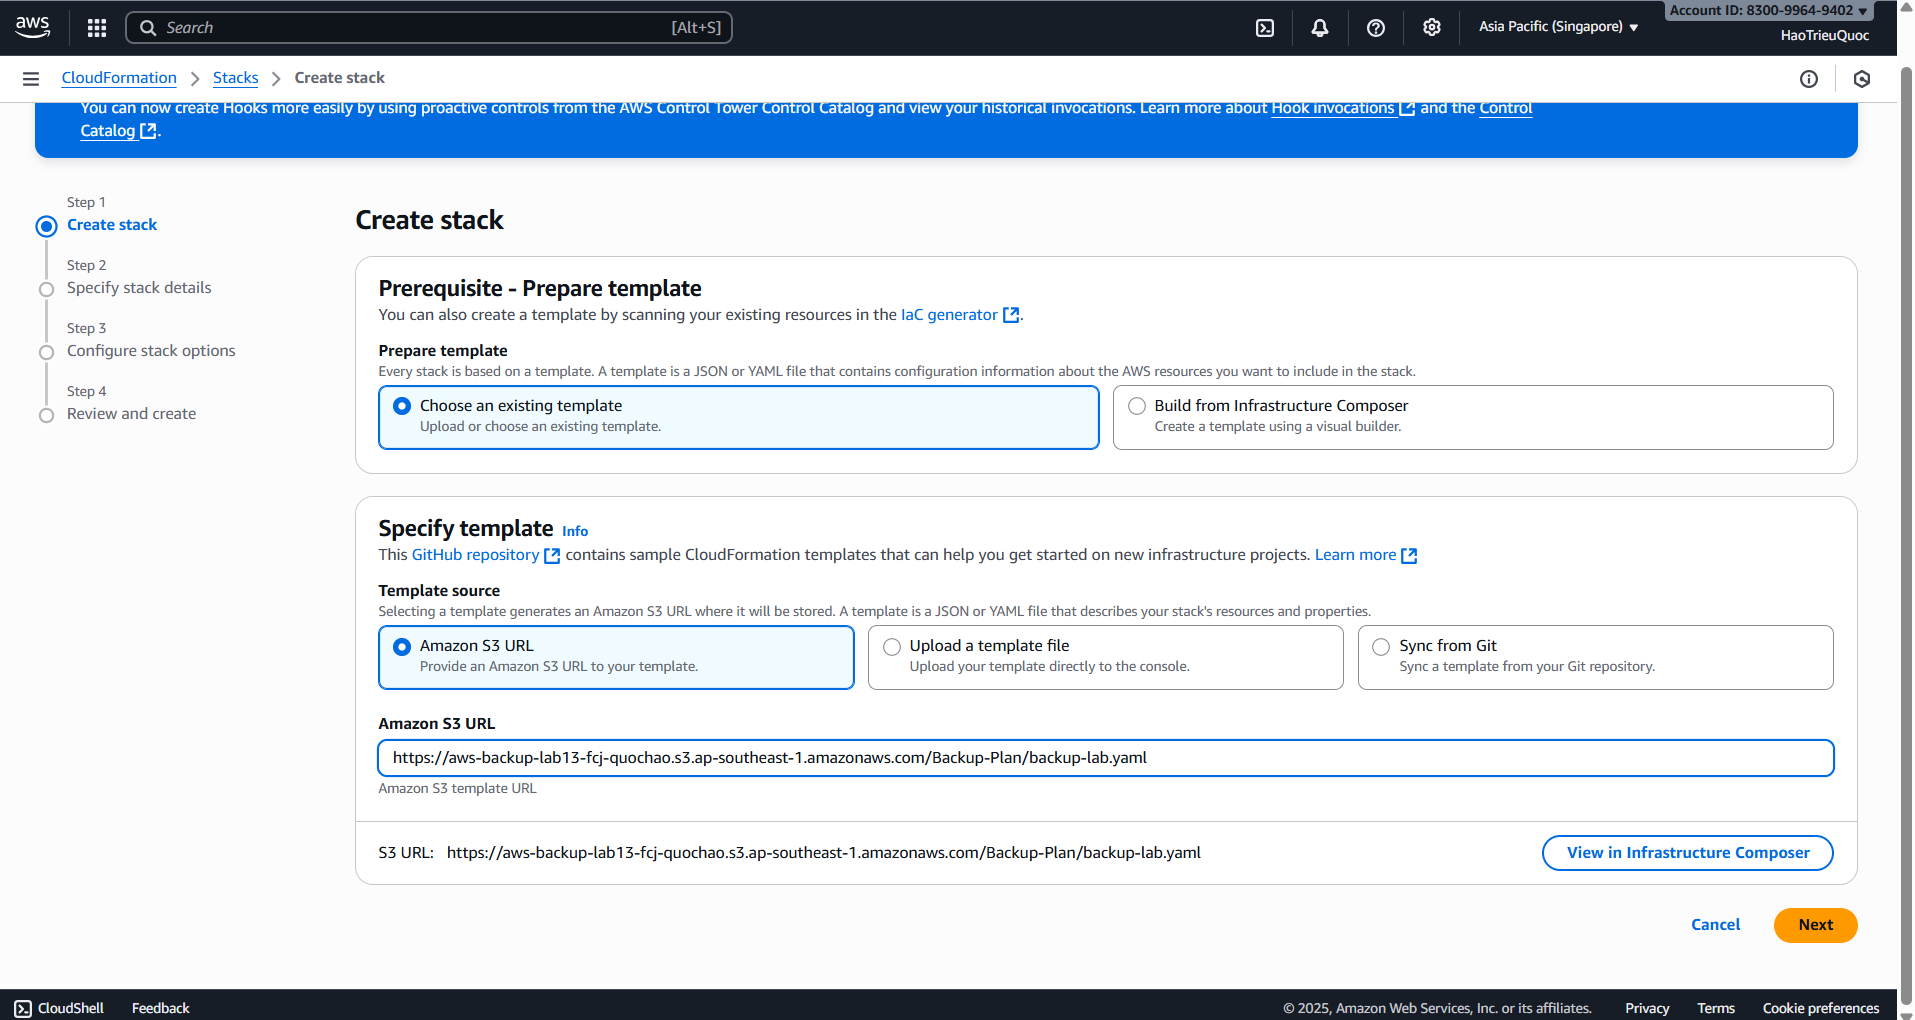 aws
Search
[Alt+S]
Asia Pacific (Singapore)
Account ID: 8300-9964-9402
HaoTrieuQuoc
CloudFormation
Stacks
Create stack
You can now create Hooks more easily by using proactive controls from the AWS Control Tower Control Catalog and view your historical invocations. Learn more about Hook invocations and the Control
Catalog .
Step 1
Create stack
Step 2
Specify stack details
Step 3
Configure stack options
Step 4
Review and create
Create stack
Prerequisite - Prepare template
You can also create a template by scanning your existing resources in the IaC generator .
Prepare template
Every stack is based on a template. A template is a JSON or YAML file that contains configuration information about the AWS resources you want to include in the stack.
Choose an existing template
Upload or choose an existing template.
Build from Infrastructure Composer
Create a template using a visual builder.
Specify template Info
This GitHub repository contains sample CloudFormation templates that can help you get started on new infrastructure projects. Learn more
Template source
Selecting a template generates an Amazon S3 URL where it will be stored. A template is a JSON or YAML file that describes your stack's resources and properties.
Amazon S3 URL
Provide an Amazon S3 URL to your template.
Upload a template file
Upload your template directly to the console.
Sync from Git
Sync a template from your Git repository.
Amazon S3 URL
https://aws-backup-lab13-fcj-quochao.s3.ap-southeast-1.amazonaws.com/Backup-Plan/backup-lab.yaml
Amazon S3 template URL
S3 URL: https://aws-backup-lab13-fcj-quochao.s3.ap-southeast-1.amazonaws.com/Backup-Plan/backup-lab.yaml
View in Infrastructure Composer
Cancel
Next
CloudShell
Feedback
© 2025, Amazon Web Services, Inc. or its affiliates.
Privacy
Terms
Cookie preferences